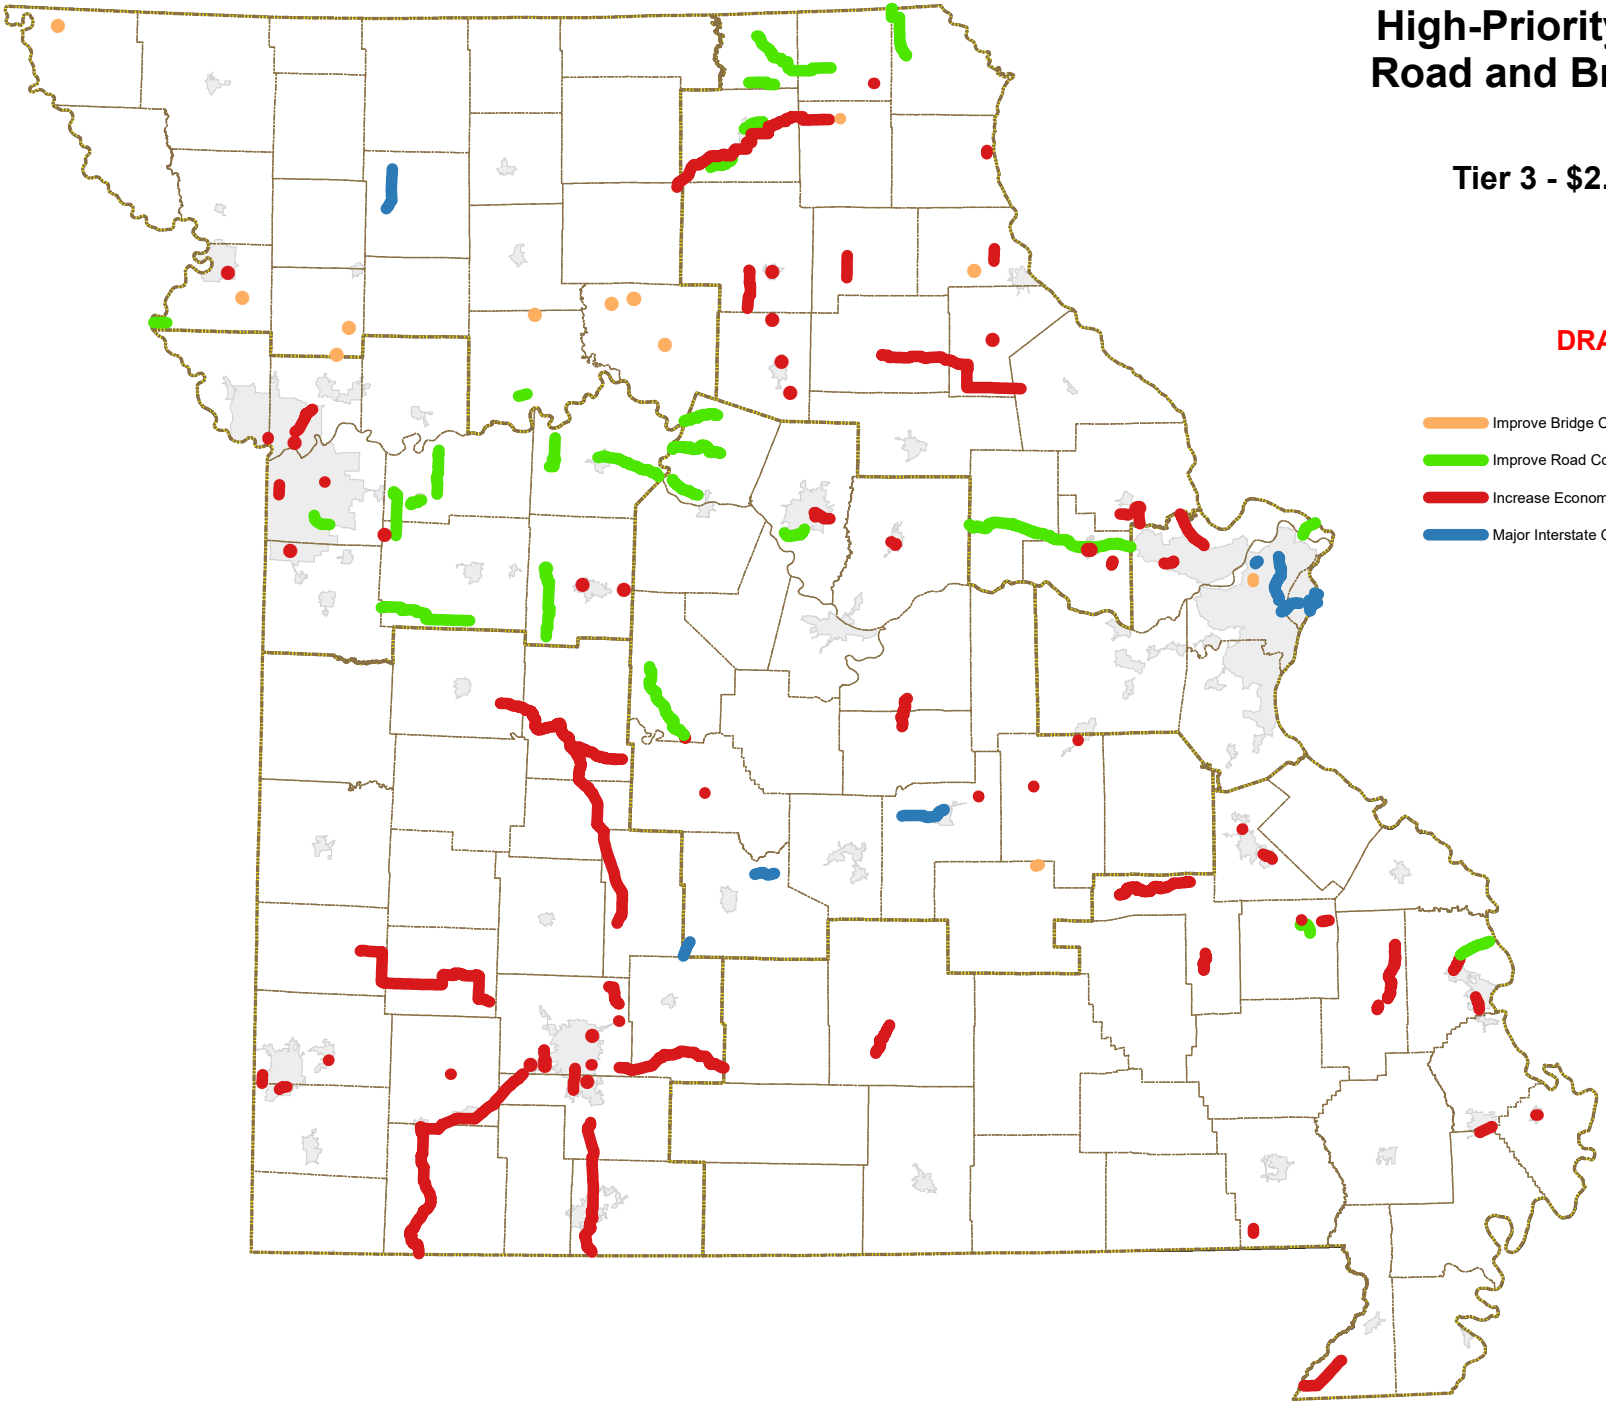 High-Priority
Road and Br
Tier 3 - $2.
DRA
Improve Bridge C
Improve Road Co
Increase Econom
Major Interstate C